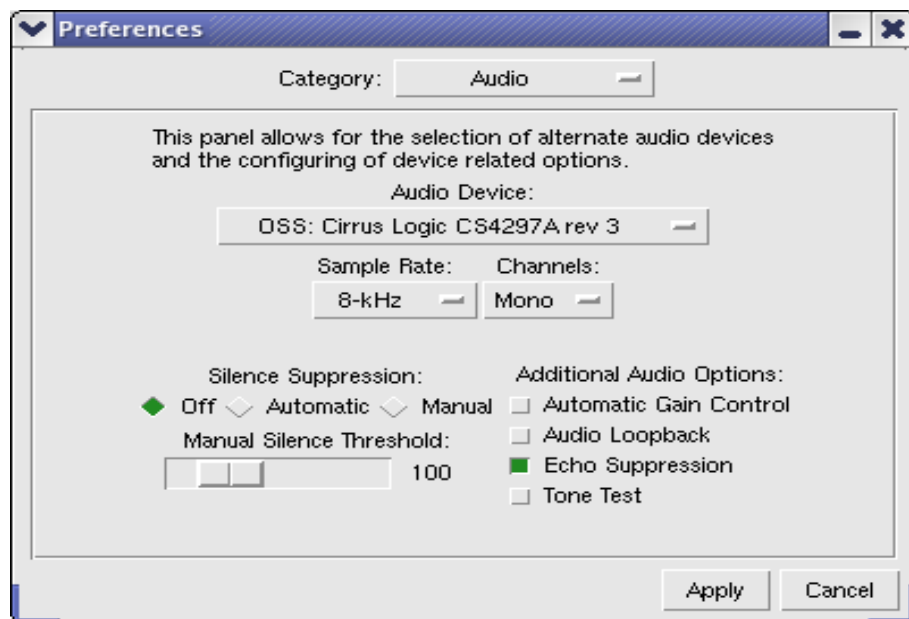 Preferences
Category: Audio
This panel allows for the selection of alternate audio devices
and the configuring of device related options.
Audio Device:
OSS: Cirrus Logic CS4297A rev 3
Sample Rate: Channels:
8-kHz Mono
Silence Suppression:
Off Automatic Manual
Manual Silence Threshold:
100
Additional Audio Options:
Automatic Gain Control
Audio Loopback
Echo Suppression
Tone Test
Apply Cancel